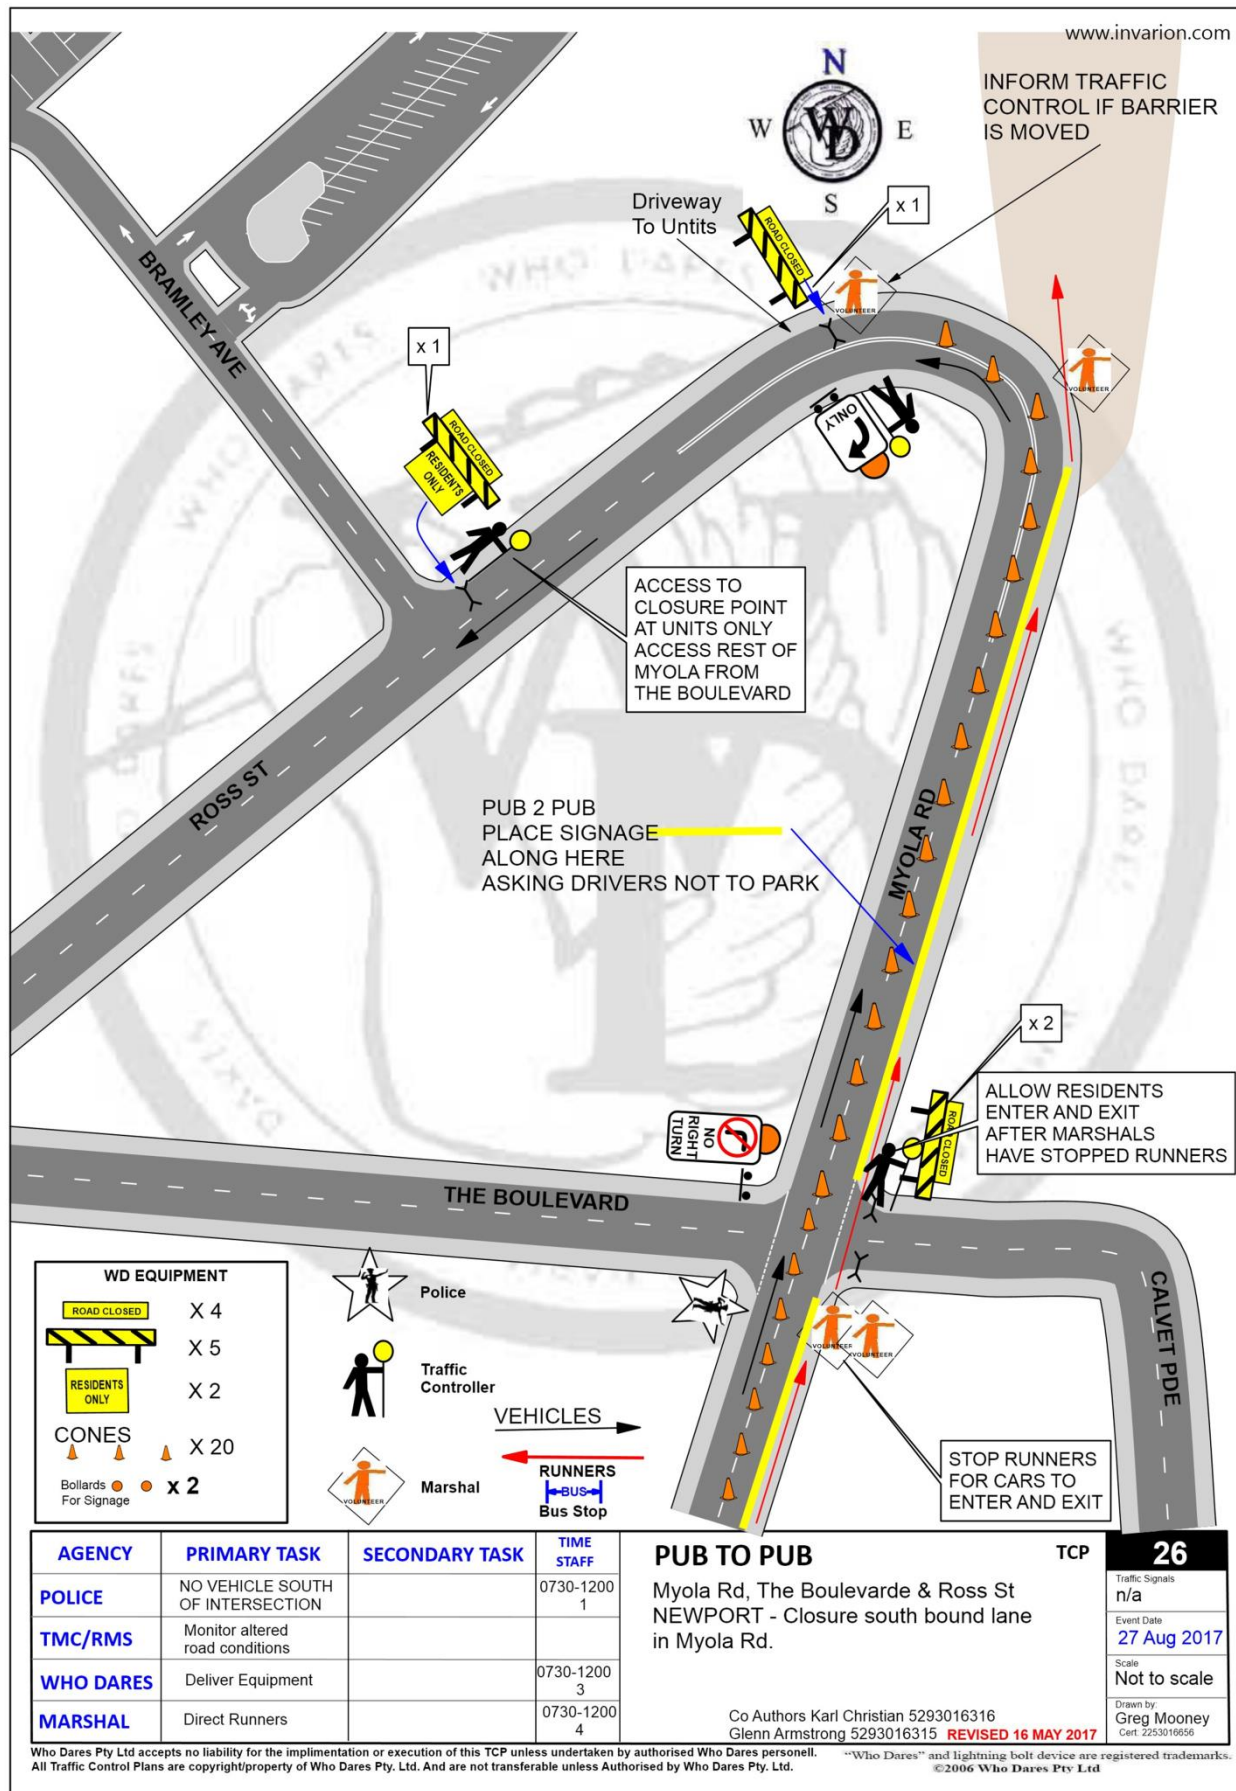 www.invarion.com
INFORM TRAFFIC
CONTROL IF BARRIER
IS MOVED
N
W
E
S
WD
Driveway
To Untits
x 1
ROAD CLOSED
VOLUNTEER
VOLUNTEER
BRAMLEY AVE
x 1
ROAD CLOSED
RESIDENTS
ONLY
ONLY
ACCESS TO
CLOSURE POINT
AT UNITS ONLY
ACCESS REST OF
MYOLA FROM
THE BOULEVARD
ROSS ST
MYOLA RD
PUB 2 PUB
PLACE SIGNAGE
ALONG HERE
ASKING DRIVERS NOT TO PARK
x 2
ROAD CLOSED
ALLOW RESIDENTS
ENTER AND EXIT
AFTER MARSHALS
HAVE STOPPED RUNNERS
NO
RIGHT
TURN
THE BOULEVARD
CALVET PDE
VOLUNTEER
VOLUNTEER
STOP RUNNERS
FOR CARS TO
ENTER AND EXIT
WD EQUIPMENT
ROAD CLOSED X 4
X 5
RESIDENTS
ONLY
X 2
CONES
X 20
Bollards
For Signage
x 2
Police
Traffic
Controller
VOLUNTEER
Marshal
VEHICLES
RUNNERS
BUS
Bus Stop
AGENCY PRIMARY TASK SECONDARY TASK TIME
STAFF
POLICE NO VEHICLE SOUTH
OF INTERSECTION 0730-1200
1
TMC/RMS Monitor altered
road conditions
WHO DARES Deliver Equipment 0730-1200
3
MARSHAL Direct Runners 0730-1200
4
PUB TO PUB TCP
Myola Rd, The Boulevarde & Ross St
NEWPORT - Closure south bound lane
in Myola Rd.
Co Authors Karl Christian 5293016316
Glenn Armstrong 5293016315 REVISED 16 MAY 2017
26
Traffic Signals
n/a
Event Date
27 Aug 2017
Scale
Not to scale
Drawn by:
Greg Mooney
Cert: 2253016656
Who Dares Pty Ltd accepts no liability for the implimentation or execution of this TCP unless undertaken by authorised Who Dares personell.
All Traffic Control Plans are copyright/property of Who Dares Pty. Ltd. And are not transferable unless Authorised by Who Dares Pty. Ltd.
"Who Dares" and lightning bolt device are registered trademarks.
©2006 Who Dares Pty Ltd